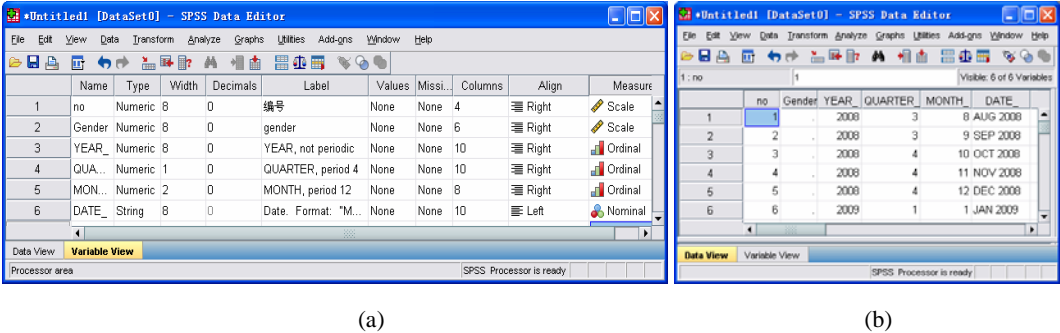 *Untitled1 [DataSet0] - SPSS Data Editor
File Edit View Data Transform Analyze Graphs Utilities Add-ons Window Help
Name Type Width Decimals Label Values Missi... Columns Align Measure
1 no Numeric 8 0 编号 None None 4 Right Scale
2 Gender Numeric 8 0 gender None None 6 Right Scale
3 YEAR_ Numeric 8 0 YEAR, not periodic None None 10 Right Ordinal
4 QUA... Numeric 1 0 QUARTER, period 4 None None 10 Right Ordinal
5 MON... Numeric 2 0 MONTH, period 12 None None 8 Right Ordinal
6 DATE_ String 8 0 Date. Format: "M... None None 10 Left Nominal
Data View Variable View
Processor area SPSS Processor is ready
(a)
*Untitled1 [DataSet0] - SPSS Data Editor
File Edit View Data Transform Analyze Graphs Utilities Add-ons Window Help
1 : no 1 Visible: 6 of 6 Variables
no Gender YEAR_ QUARTER_ MONTH_ DATE_
1 1 . 2008 3 8 AUG 2008
2 2 . 2008 3 9 SEP 2008
3 3 . 2008 4 10 OCT 2008
4 4 . 2008 4 11 NOV 2008
5 5 . 2008 4 12 DEC 2008
6 6 . 2009 1 1 JAN 2009
Data View Variable View
SPSS Processor is ready
(b)